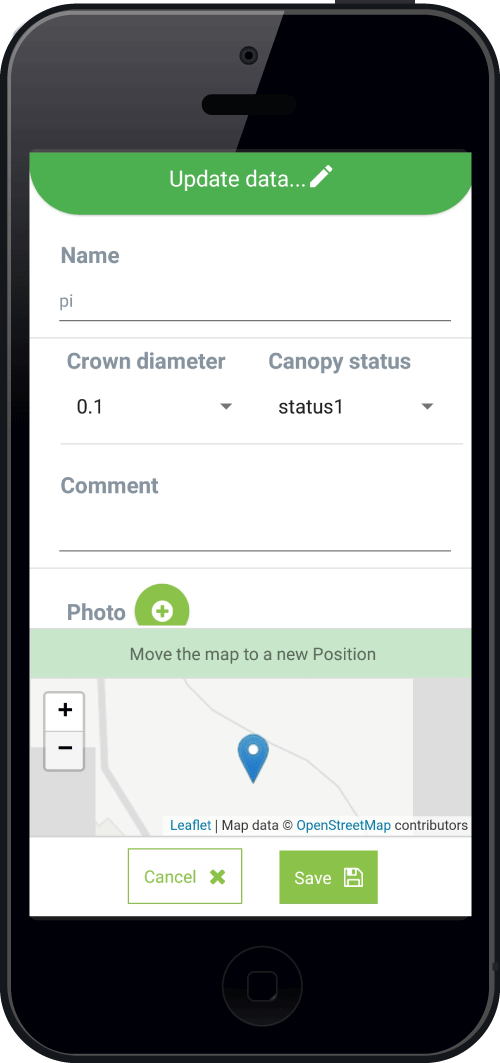 Update data...
Name
pi
Crown diameter Canopy status
0.1 status1
Comment
Photo
Move the map to a new Position
+
−
Leaflet | Map data © OpenStreetMap contributors
Cancel Save